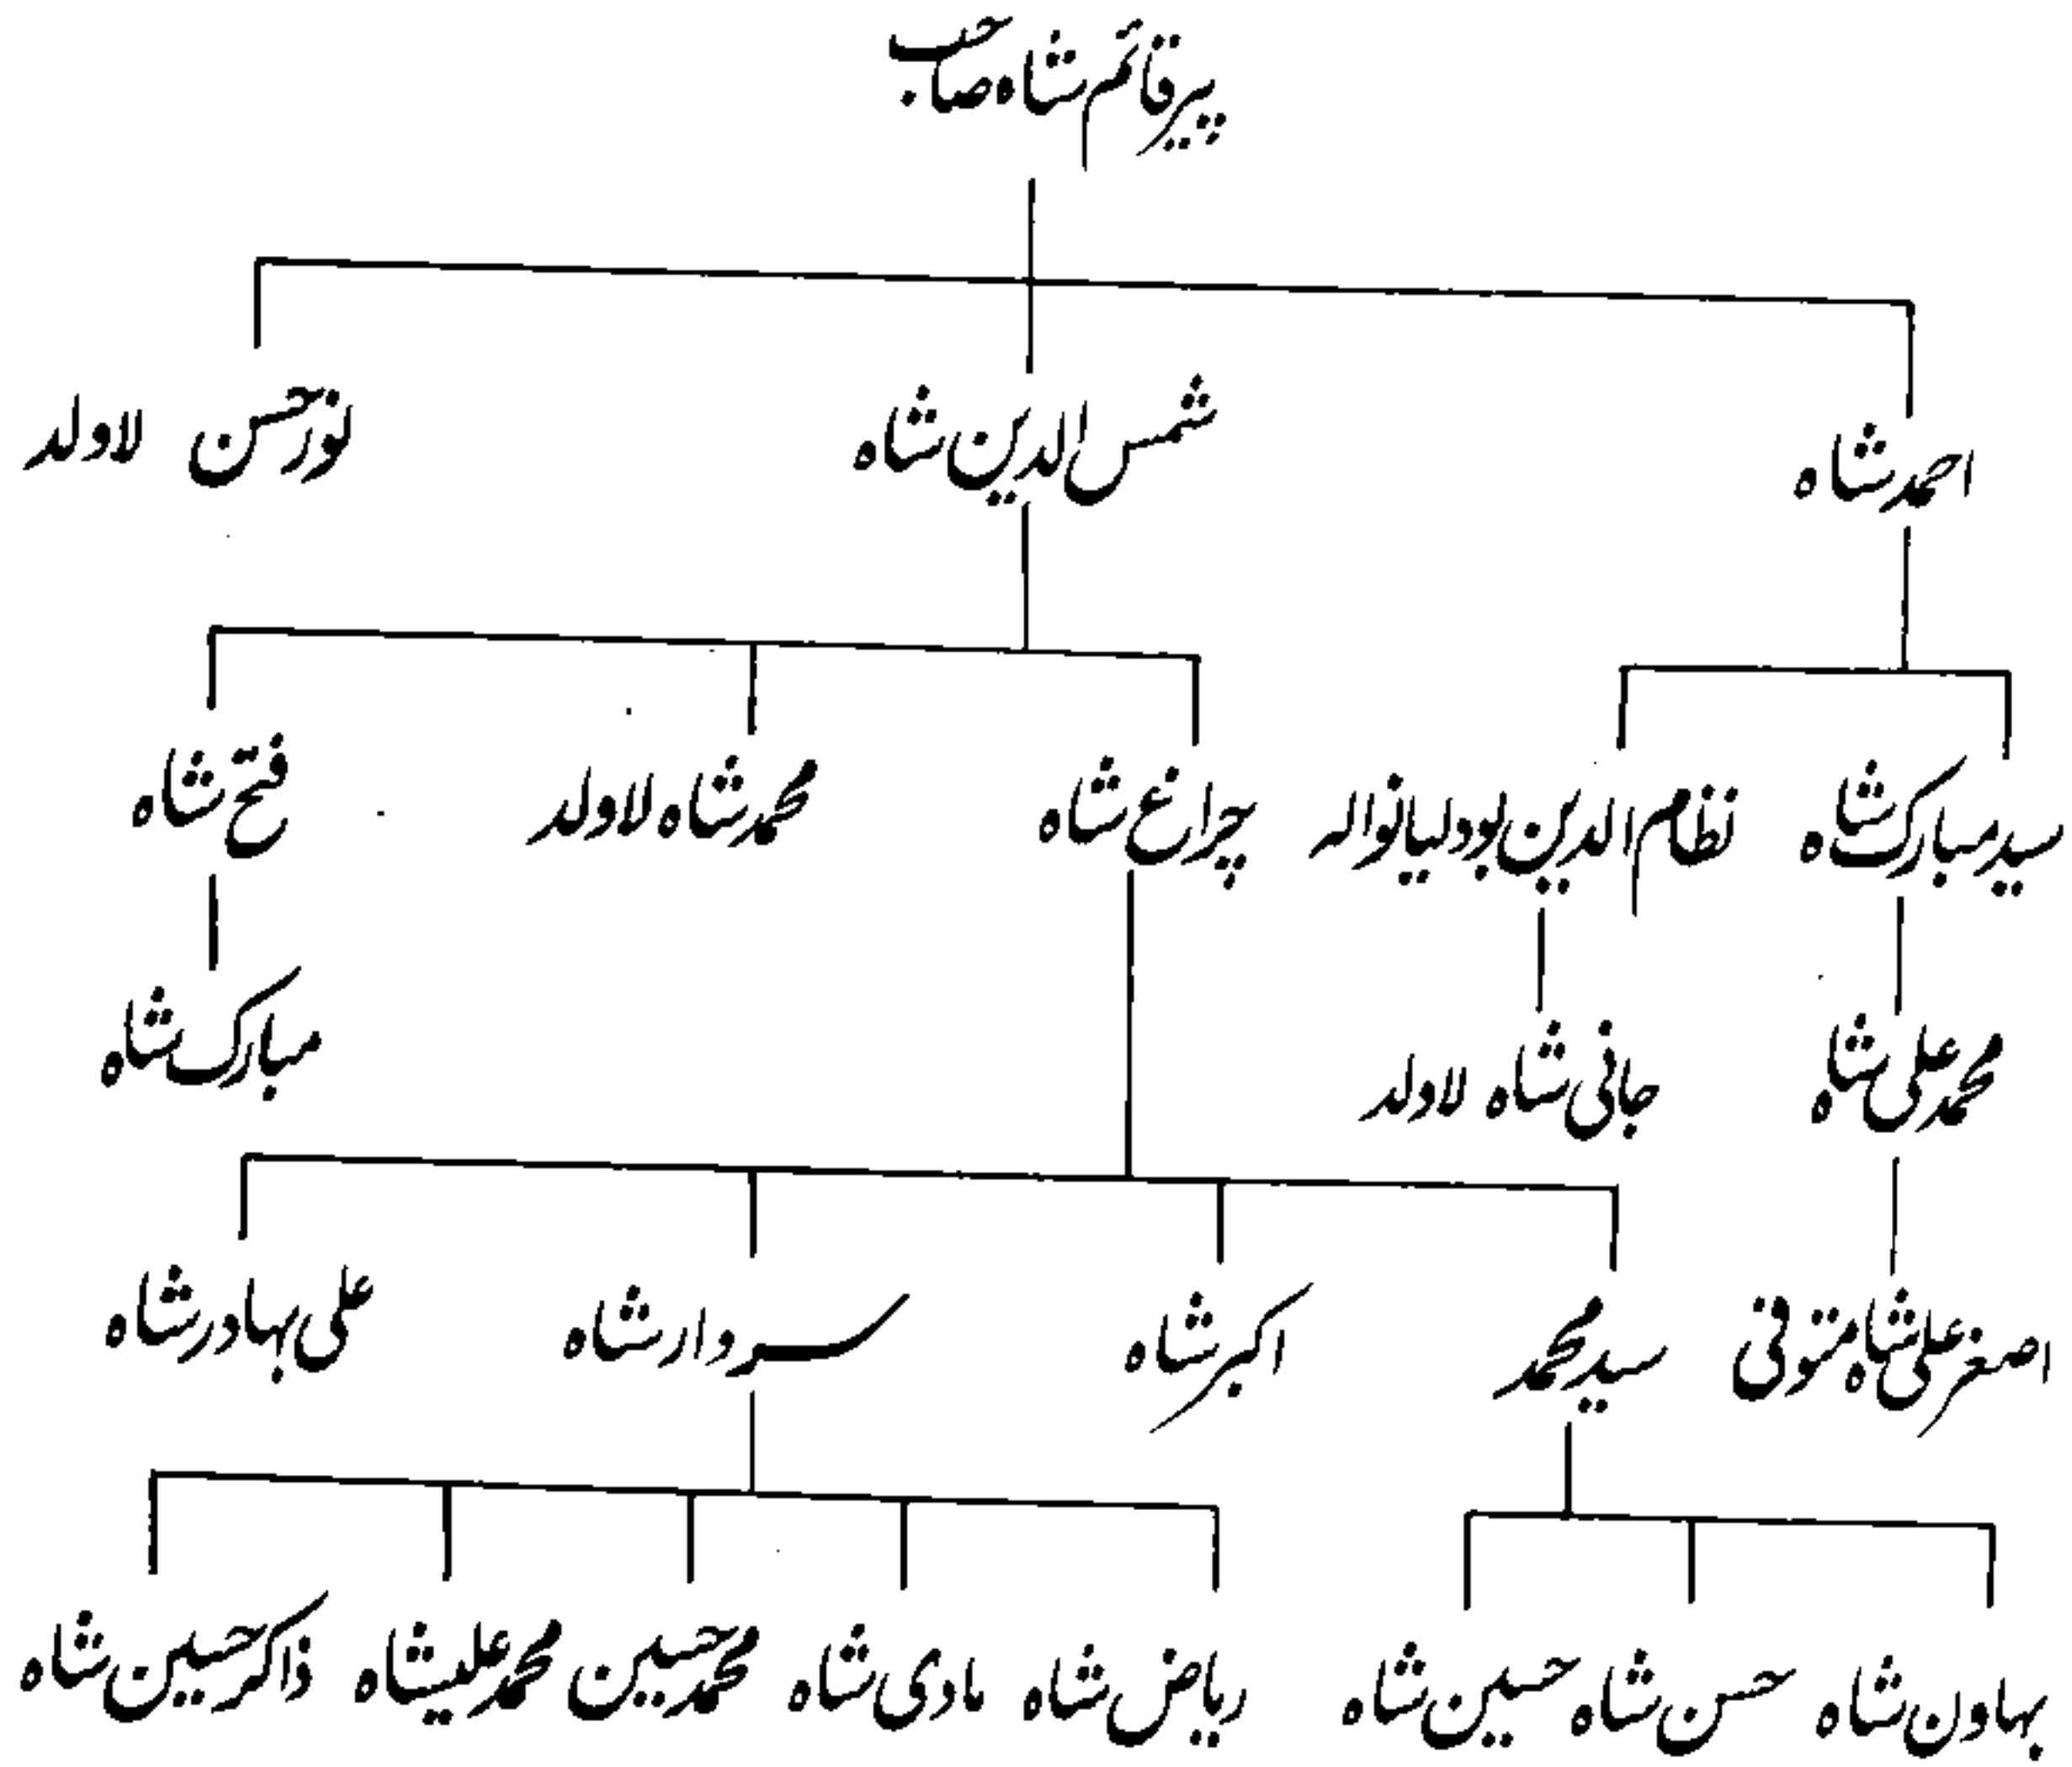 پیر قائم شاہ صاحب
احمد شاہ
شمس الدین شاہ
نور حسن لاولد
سید مبارک شاہ
نظام الدین بودلیانوالہ
چراغ شاہ
محمد شاہ لاولد
فتح شاہ
محمد علی شاہ
جانی شاہ لاولد
مبارک شاہ
اصغر علی شاہ متوفی
سید محمد
اکبر شاہ
سردار شاہ
علی بہادر شاہ
بہاون شاہ
حسن شاہ
حسین شاہ
ریاض شاہ
ہادی شاہ
محمد حسین
محمد علیشاہ
ذاکر حسین شاہ